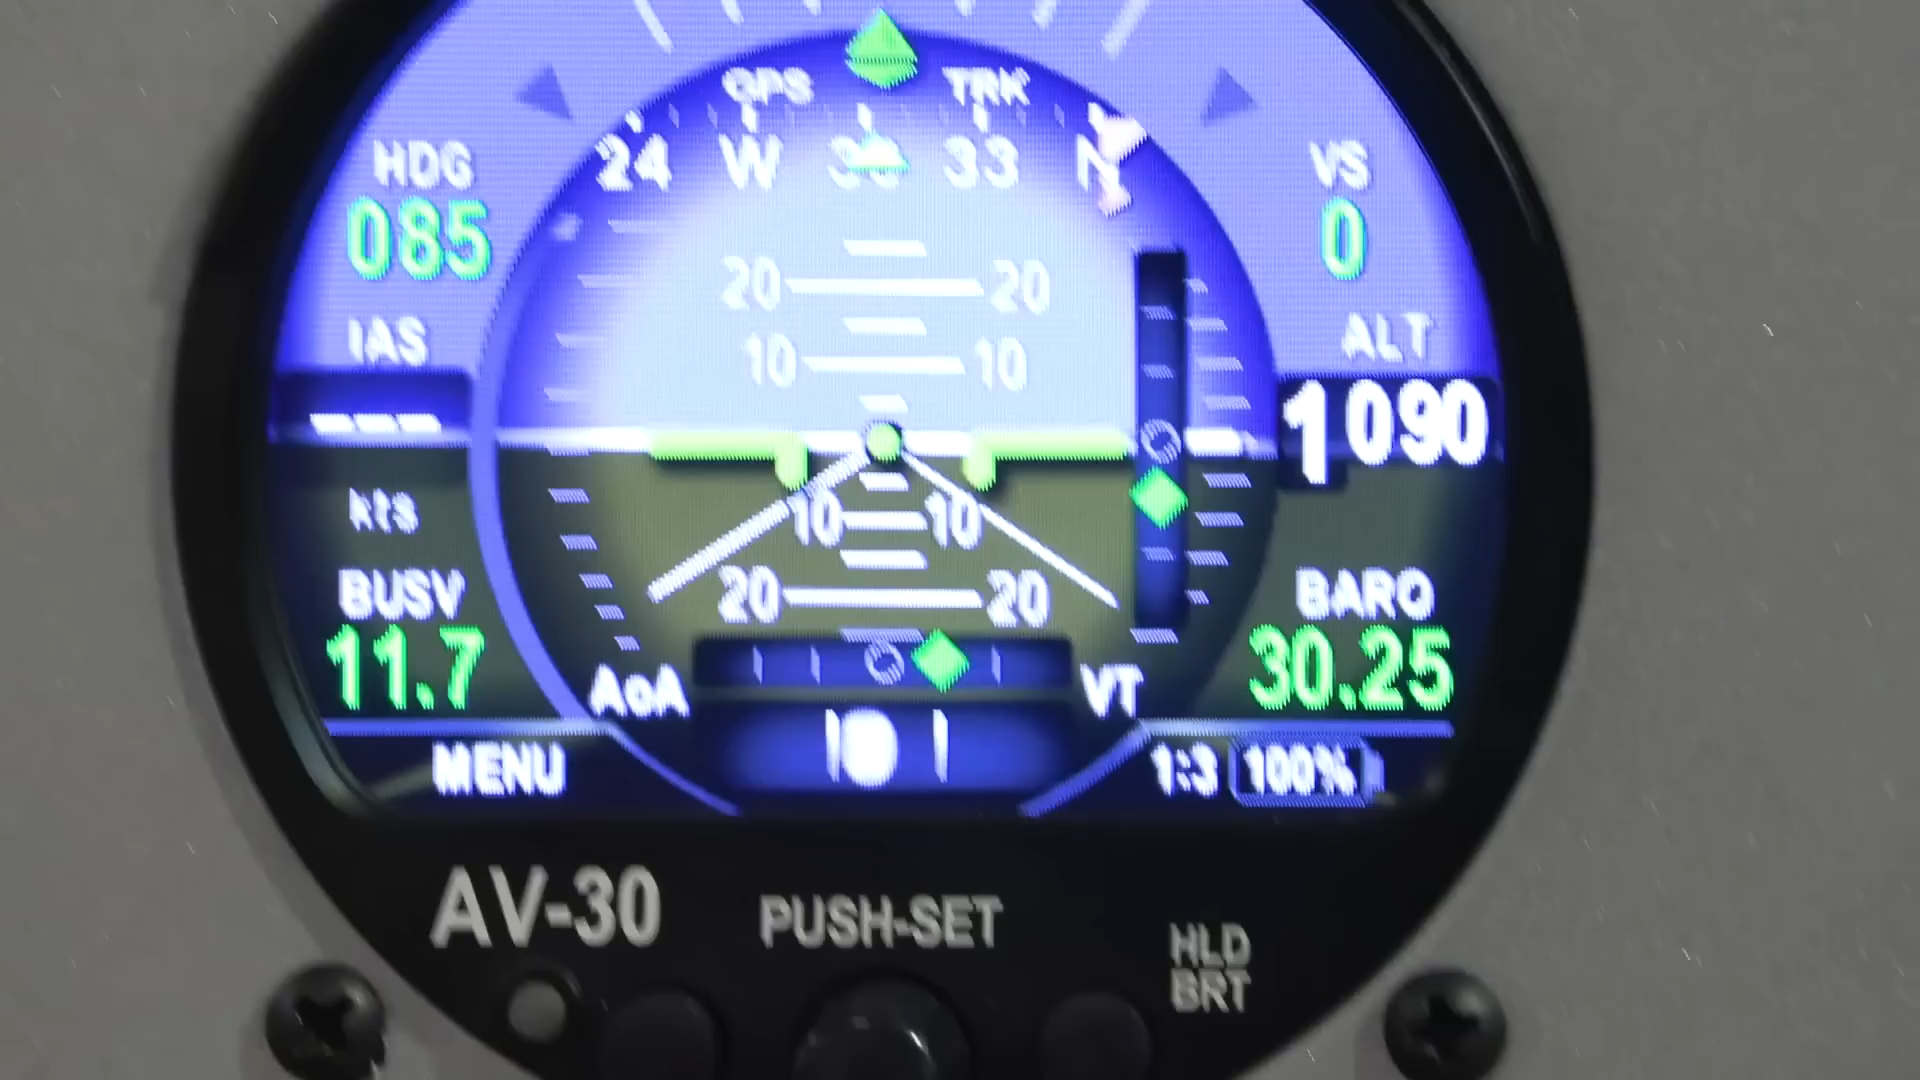 GPS TRK
24 W 30 33 N
HDG
085
VS
0
20 20
IAS
ALT
10 10
1090
kts
10 10
BUSV
11.7
20 20
BARO
30.25
AoA
VT
MENU
1:3 100%
AV-30
PUSH-SET
HLD
BRT